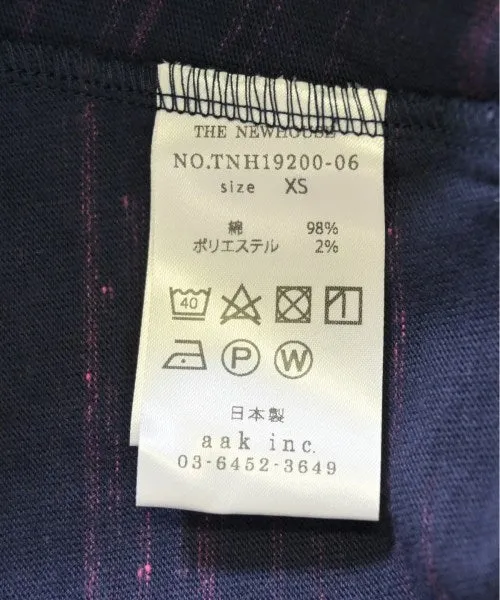 THE NEWHOUSE
NO.TNH19200-06
size XS
綿 98%
ポリエステル 2%
40
P W
日本製
aak inc.
03-6452-3649